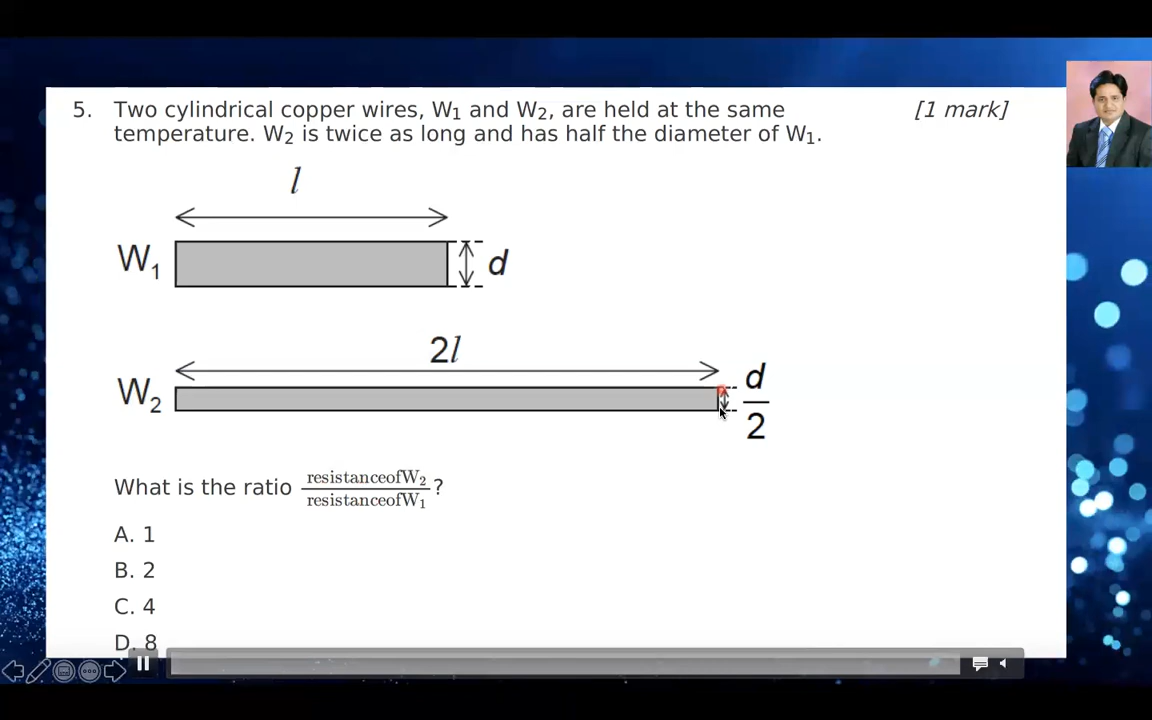 5. Two cylindrical copper wires, W₁ and W₂, are held at the same [1 mark]
temperature. W₂ is twice as long and has half the diameter of W₁.
l
W₁ d
2l
W₂ d/2
What is the ratio resistanceofW₂/resistanceofW₁?
A. 1
B. 2
C. 4
D. 8